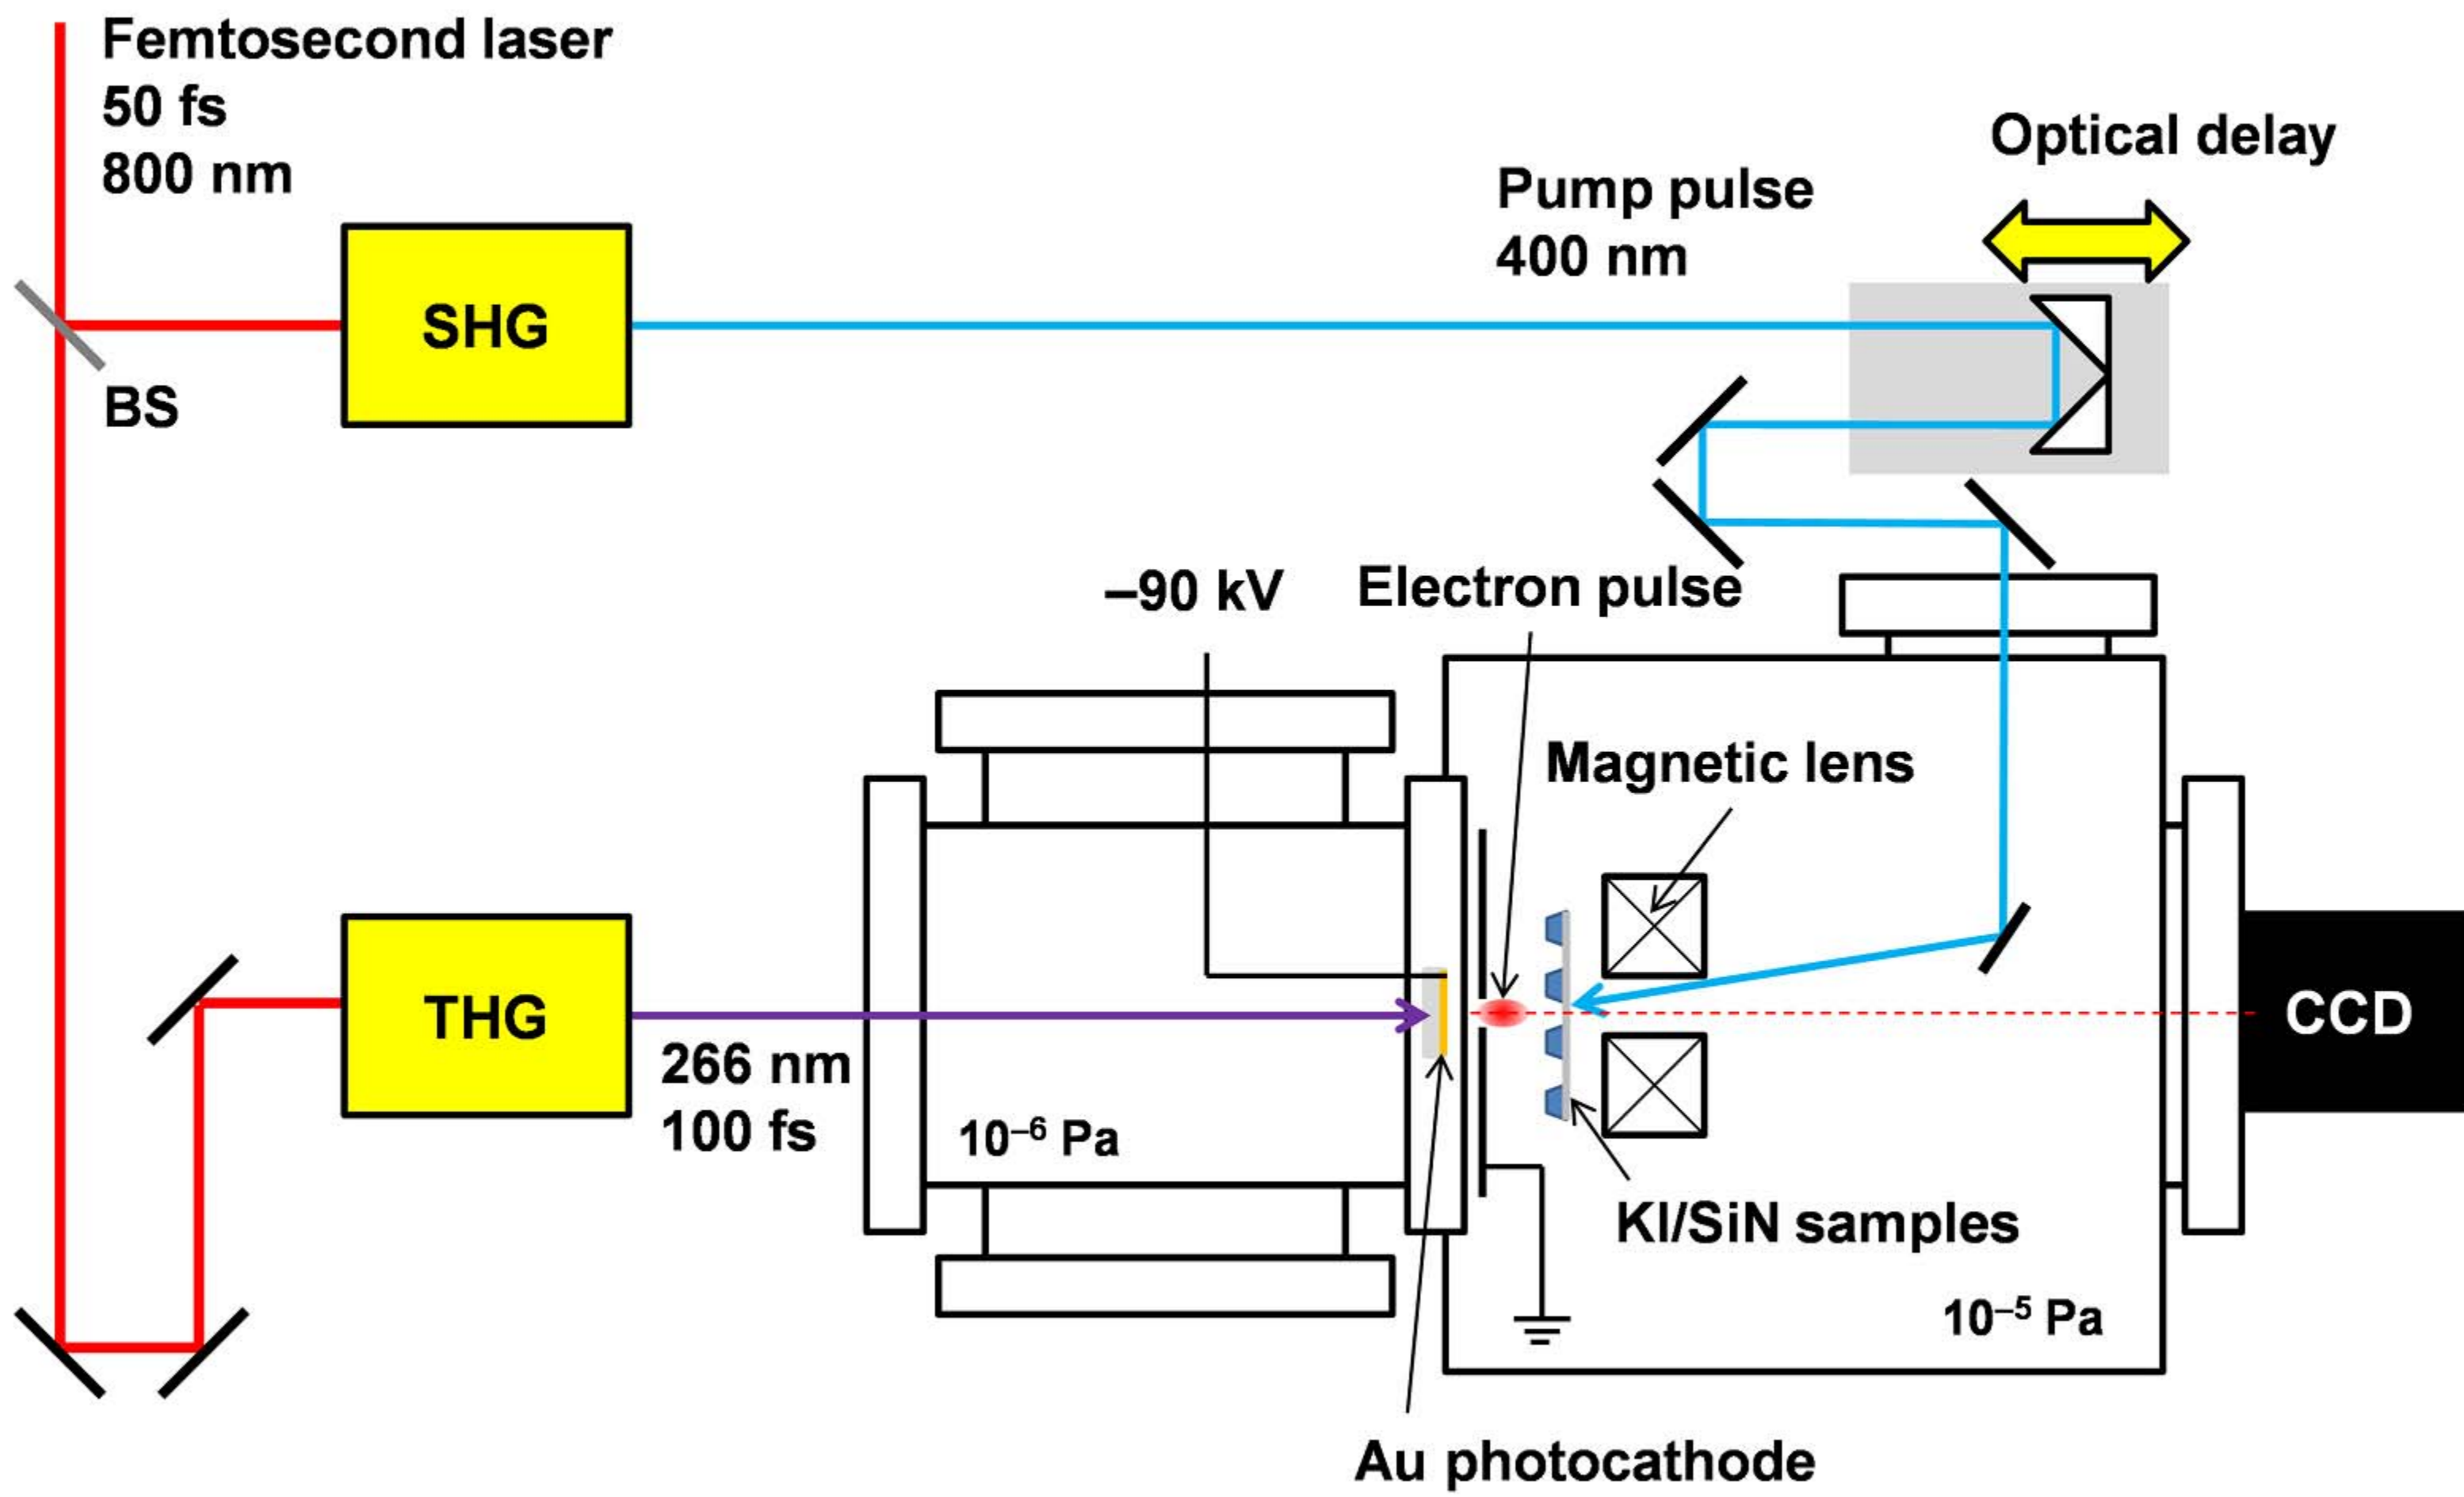 Femtosecond laser
50 fs
800 nm
Optical delay
Pump pulse
400 nm
SHG
BS
–90 kV
Electron pulse
Magnetic lens
THG
266 nm
100 fs
CCD
10⁻⁶ Pa
KI/SiN samples
10⁻⁵ Pa
Au photocathode